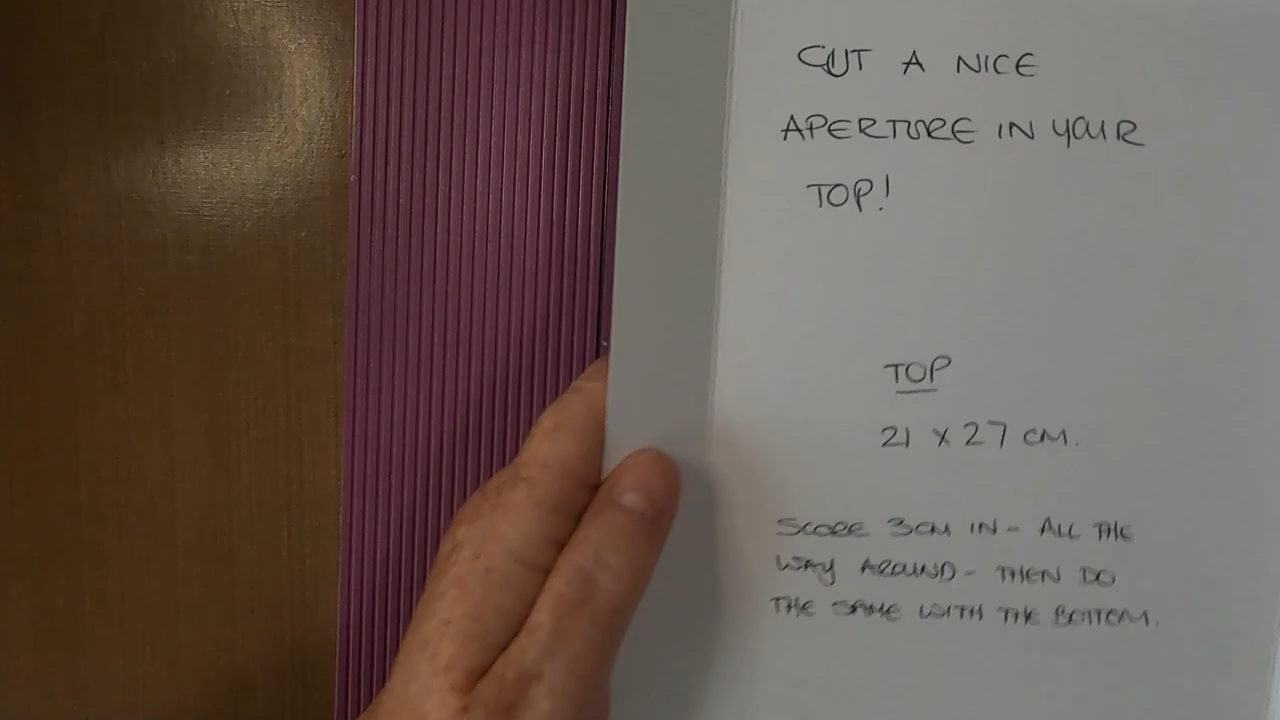 CUT A NICE
APERTURE IN YOUR
TOP!
TOP
21 x 27 CM.
SCORE 3CM IN - ALL THE
WAY AROUND - THEN DO
THE SAME WITH THE BOTTOM.